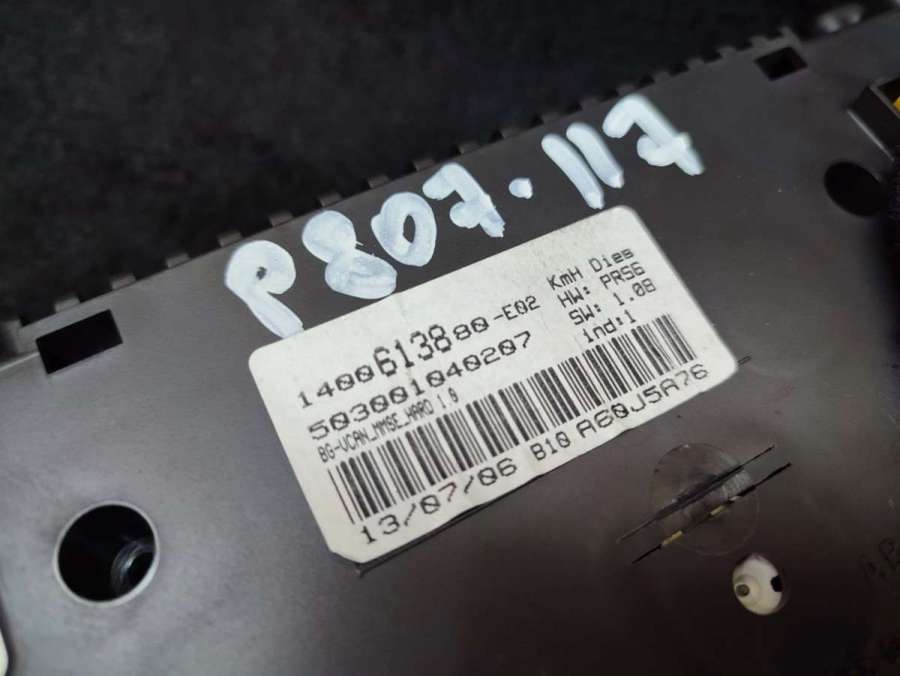 P807.117
1400613880-E02
503001040207
BG-VCAN_MMSE_HARD 1.0
KmH Dies
HW: PRS6
SW: 1.08
ind:1
13/07/06 B10 A60J5A76